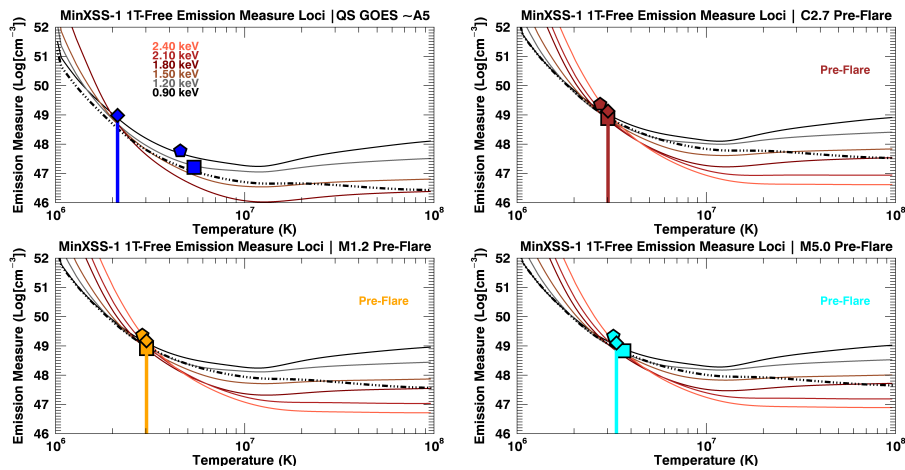 MinXSS-1 1T-Free Emission Measure Loci |QS GOES ~A5
Emission Measure (Log[cm⁻³])
52
51
50
49
48
47
46
2.40 keV
2.10 keV
1.80 keV
1.50 keV
1.20 keV
0.90 keV
10⁶
10⁷
10⁸
Temperature (K)
MinXSS-1 1T-Free Emission Measure Loci | C2.7 Pre-Flare
Emission Measure (Log[cm⁻³])
52
51
50
49
48
47
46
Pre-Flare
10⁶
10⁷
10⁸
Temperature (K)
MinXSS-1 1T-Free Emission Measure Loci | M1.2 Pre-Flare
Emission Measure (Log[cm⁻³])
52
51
50
49
48
47
46
Pre-Flare
10⁶
10⁷
10⁸
Temperature (K)
MinXSS-1 1T-Free Emission Measure Loci | M5.0 Pre-Flare
Emission Measure (Log[cm⁻³])
52
51
50
49
48
47
46
Pre-Flare
10⁶
10⁷
10⁸
Temperature (K)